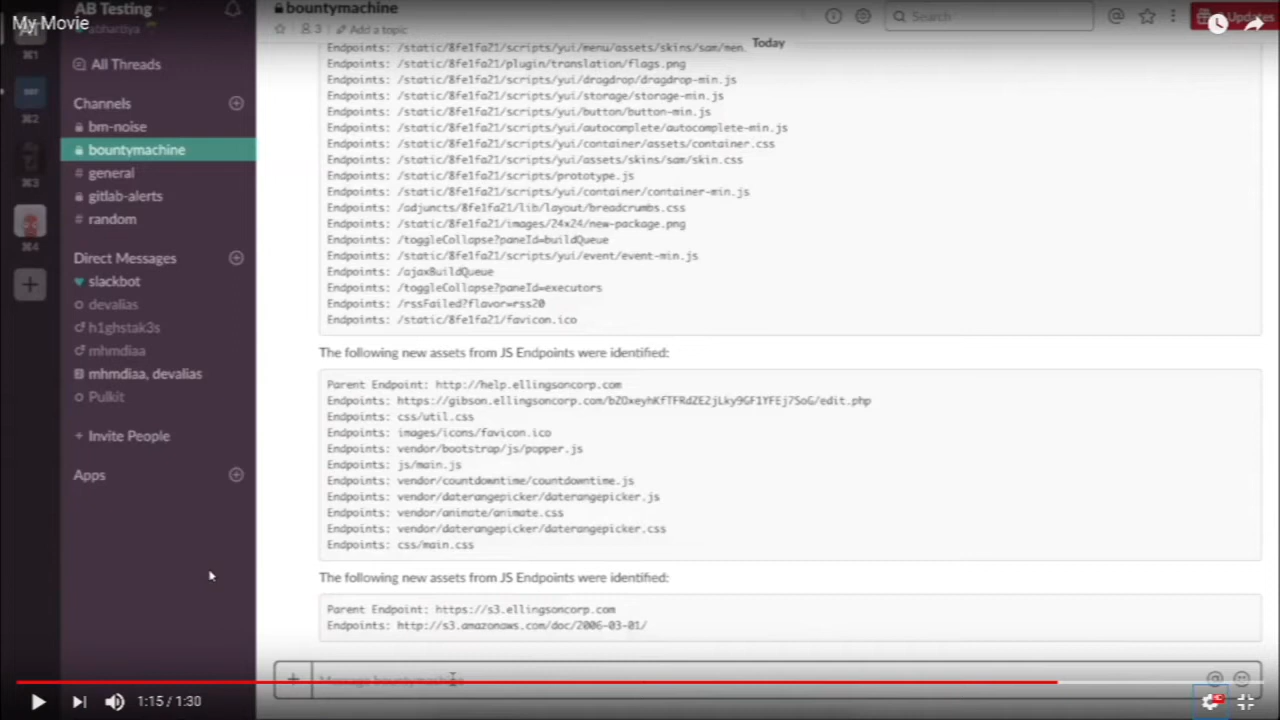 My Movie
AB Testing
abhartiya
⌘1
⌘2
⌘3
⌘4
All Threads
Channels
bm-noise
bountymachine
# general
gitlab-alerts
# random
Direct Messages
slackbot
devalias
h1ghstak3s
mhmdiaa
mhmdiaa, devalias
Pulkit
+ Invite People
Apps
bountymachine
3
Add a topic
Search
Updates
Today
Endpoints: /static/8fe1fa21/scripts/yui/menu/assets/skins/sam/men
Endpoints: /static/8fe1fa21/plugin/translation/flags.png
Endpoints: /static/8fe1fa21/scripts/yui/dragdrop/dragdrop-min.js
Endpoints: /static/8fe1fa21/scripts/yui/storage/storage-min.js
Endpoints: /static/8fe1fa21/scripts/yui/button/button-min.js
Endpoints: /static/8fe1fa21/scripts/yui/autocomplete/autocomplete-min.js
Endpoints: /static/8fe1fa21/scripts/yui/container/assets/container.css
Endpoints: /static/8fe1fa21/scripts/yui/assets/skins/sam/skin.css
Endpoints: /static/8fe1fa21/scripts/prototype.js
Endpoints: /static/8fe1fa21/scripts/yui/container/container-min.js
Endpoints: /adjuncts/8fe1fa21/lib/layout/breadcrumbs.css
Endpoints: /static/8fe1fa21/images/24x24/new-package.png
Endpoints: /toggleCollapse?paneId=buildQueue
Endpoints: /static/8fe1fa21/scripts/yui/event/event-min.js
Endpoints: /ajaxBuildQueue
Endpoints: /toggleCollapse?paneId=executors
Endpoints: /rssFailed?flavor=rss20
Endpoints: /static/8fe1fa21/favicon.ico
The following new assets from JS Endpoints were identified:
Parent Endpoint: http://help.ellingsoncorp.com
Endpoints: https://gibson.ellingsoncorp.com/bZOxeyhKfTFRdZE2jLky9GF1YFEj7SoG/edit.php
Endpoints: css/util.css
Endpoints: images/icons/favicon.ico
Endpoints: vendor/bootstrap/js/popper.js
Endpoints: js/main.js
Endpoints: vendor/countdowntime/countdowntime.js
Endpoints: vendor/daterangepicker/daterangepicker.js
Endpoints: vendor/animate/animate.css
Endpoints: vendor/daterangepicker/daterangepicker.css
Endpoints: css/main.css
The following new assets from JS Endpoints were identified:
Parent Endpoint: https://s3.ellingsoncorp.com
Endpoints: http://s3.amazonaws.com/doc/2006-03-01/
Message bountymachine
1:15 / 1:30